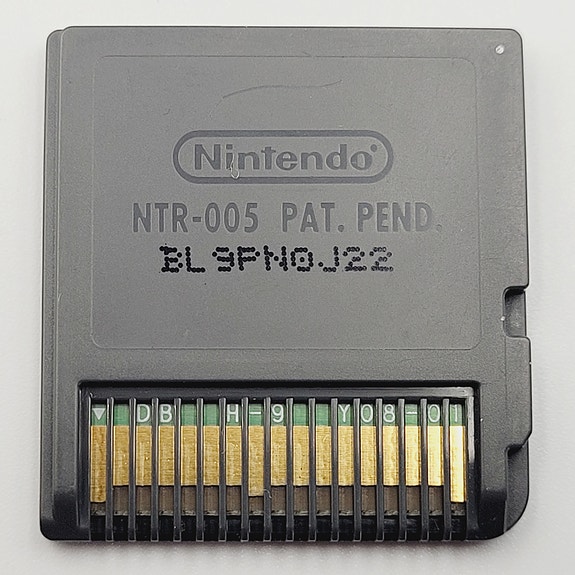 Nintendo
NTR-005 PAT. PEND.
BL9PN0J22
▼ DB H-9 Y08-01